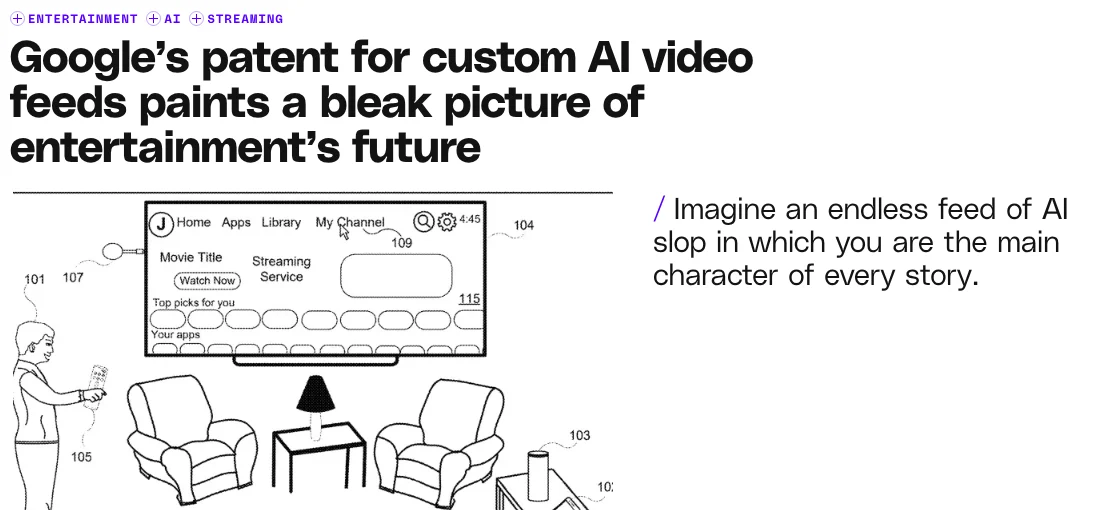 ENTERTAINMENT AI STREAMING
Google's patent for custom AI video
feeds paints a bleak picture of
entertainment's future
/ Imagine an endless feed of AI
slop in which you are the main
character of every story.
J Home Apps Library My Channel 4:45
104
109
Movie Title
Streaming
Service
Watch Now
107
101
115
Top picks for you
Your apps
105
103